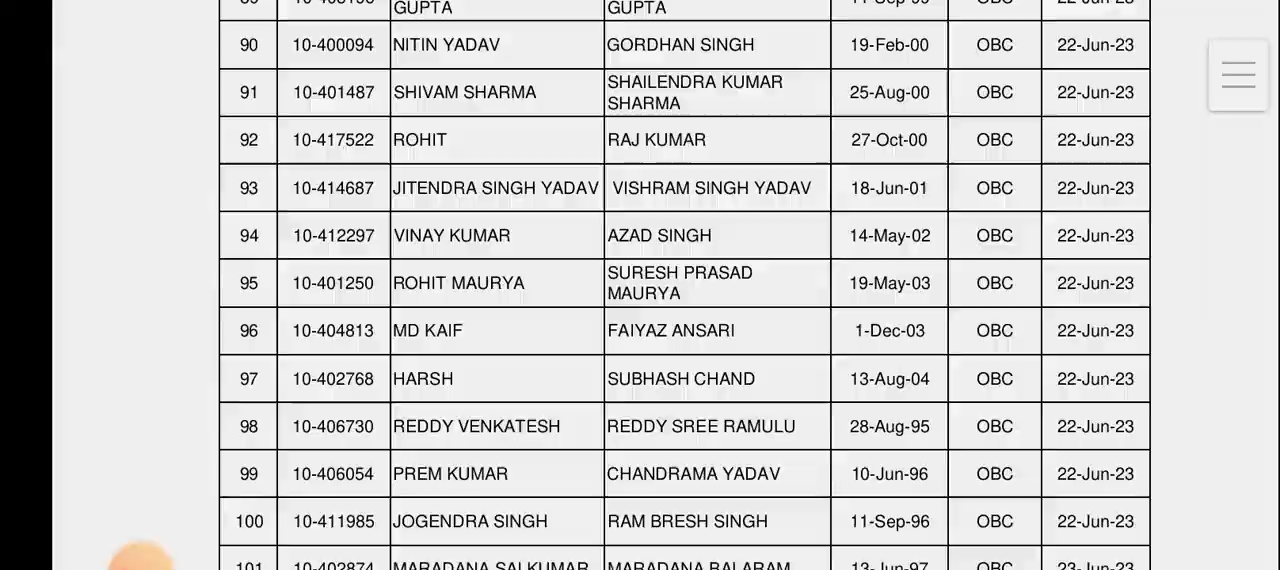 GUPTA GUPTA
90 10-400094 NITIN YADAV GORDHAN SINGH 19-Feb-00 OBC 22-Jun-23
91 10-401487 SHIVAM SHARMA SHAILENDRA KUMAR SHARMA 25-Aug-00 OBC 22-Jun-23
92 10-417522 ROHIT RAJ KUMAR 27-Oct-00 OBC 22-Jun-23
93 10-414687 JITENDRA SINGH YADAV VISHRAM SINGH YADAV 18-Jun-01 OBC 22-Jun-23
94 10-412297 VINAY KUMAR AZAD SINGH 14-May-02 OBC 22-Jun-23
95 10-401250 ROHIT MAURYA SURESH PRASAD MAURYA 19-May-03 OBC 22-Jun-23
96 10-404813 MD KAIF FAIYAZ ANSARI 1-Dec-03 OBC 22-Jun-23
97 10-402768 HARSH SUBHASH CHAND 13-Aug-04 OBC 22-Jun-23
98 10-406730 REDDY VENKATESH REDDY SREE RAMULU 28-Aug-95 OBC 22-Jun-23
99 10-406054 PREM KUMAR CHANDRAMA YADAV 10-Jun-96 OBC 22-Jun-23
100 10-411985 JOGENDRA SINGH RAM BRESH SINGH 11-Sep-96 OBC 22-Jun-23
101 10-402874 MARADANA SAI KUMAR MARADANA BALARAM 13-Jun-97 OBC 23-Jun-23